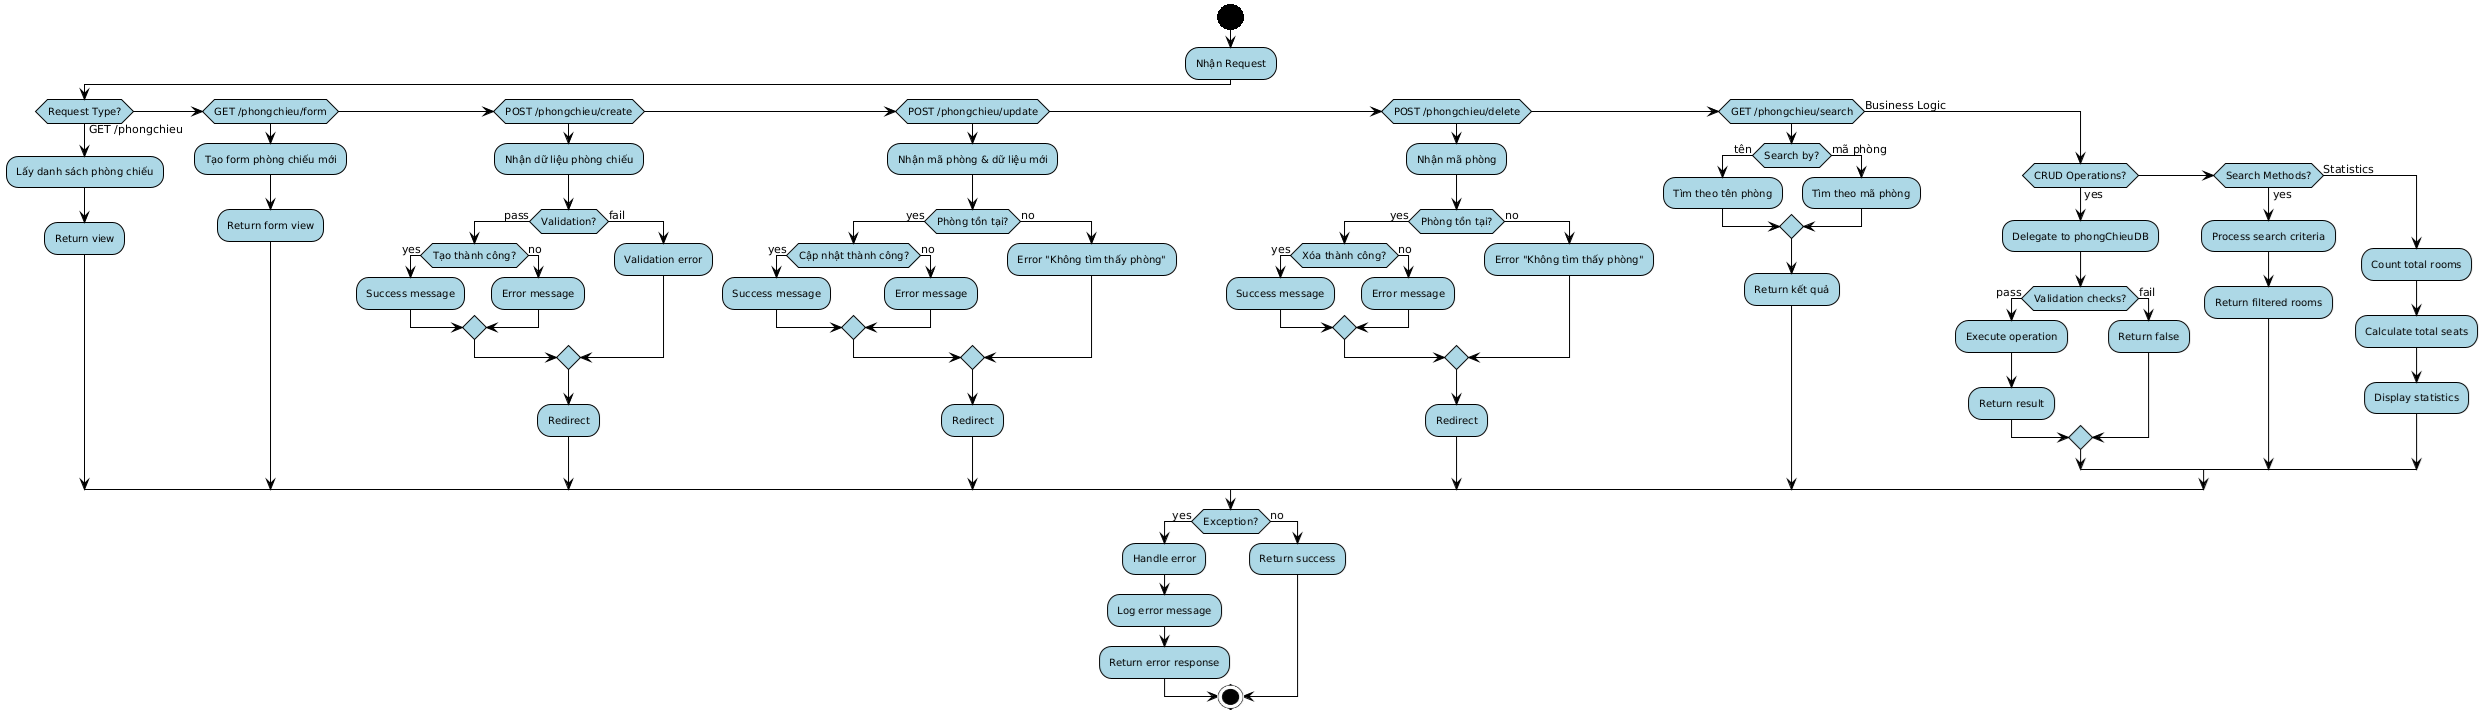 Nhận Request
Request Type?
GET /phongchieu
Lấy danh sách phòng chiếu
Return view
GET /phongchieu/form
Tạo form phòng chiếu mới
Return form view
POST /phongchieu/create
Nhận dữ liệu phòng chiếu
Validation?
pass
fail
Tạo thành công?
yes
no
Success message
Error message
Validation error
Redirect
POST /phongchieu/update
Nhận mã phòng & dữ liệu mới
Phòng tồn tại?
yes
no
Cập nhật thành công?
yes
no
Success message
Error message
Error "Không tìm thấy phòng"
Redirect
POST /phongchieu/delete
Nhận mã phòng
Phòng tồn tại?
yes
no
Xóa thành công?
yes
no
Success message
Error message
Error "Không tìm thấy phòng"
Redirect
GET /phongchieu/search
Search by?
tên
mã phòng
Tìm theo tên phòng
Tìm theo mã phòng
Return kết quả
Business Logic
CRUD Operations?
yes
Delegate to phongChieuDB
Validation checks?
pass
fail
Execute operation
Return result
Return false
Search Methods?
yes
Process search criteria
Return filtered rooms
Statistics
Count total rooms
Calculate total seats
Display statistics
Exception?
yes
no
Handle error
Log error message
Return error response
Return success